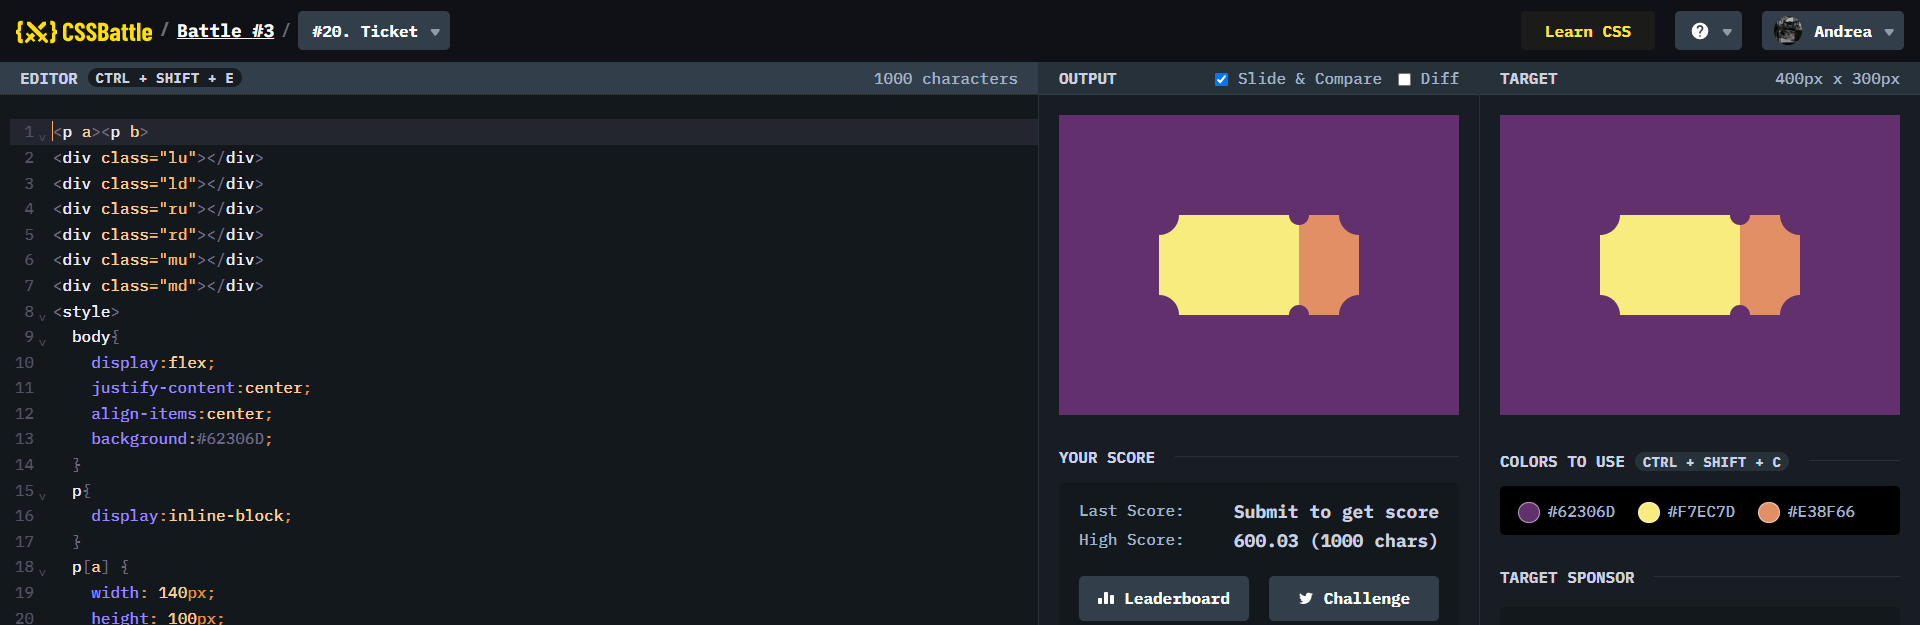 CSSBattle / Battle #3 / #20. Ticket
Learn CSS
? Andrea
EDITOR CTRL + SHIFT + E 1000 characters
OUTPUT Slide & Compare Diff
TARGET 400px x 300px
1 <p a><p b>
2 <div class="lu"></div>
3 <div class="ld"></div>
4 <div class="ru"></div>
5 <div class="rd"></div>
6 <div class="mu"></div>
7 <div class="md"></div>
8 <style>
9 body{
10 display:flex;
11 justify-content:center;
12 align-items:center;
13 background:#62306D;
14 }
15 p{
16 display:inline-block;
17 }
18 p[a] {
19 width: 140px;
20 height: 100px;
YOUR SCORE
Last Score: Submit to get score
High Score: 600.03 (1000 chars)
Leaderboard Challenge
COLORS TO USE CTRL + SHIFT + C
#62306D #F7EC7D #E38F66
TARGET SPONSOR